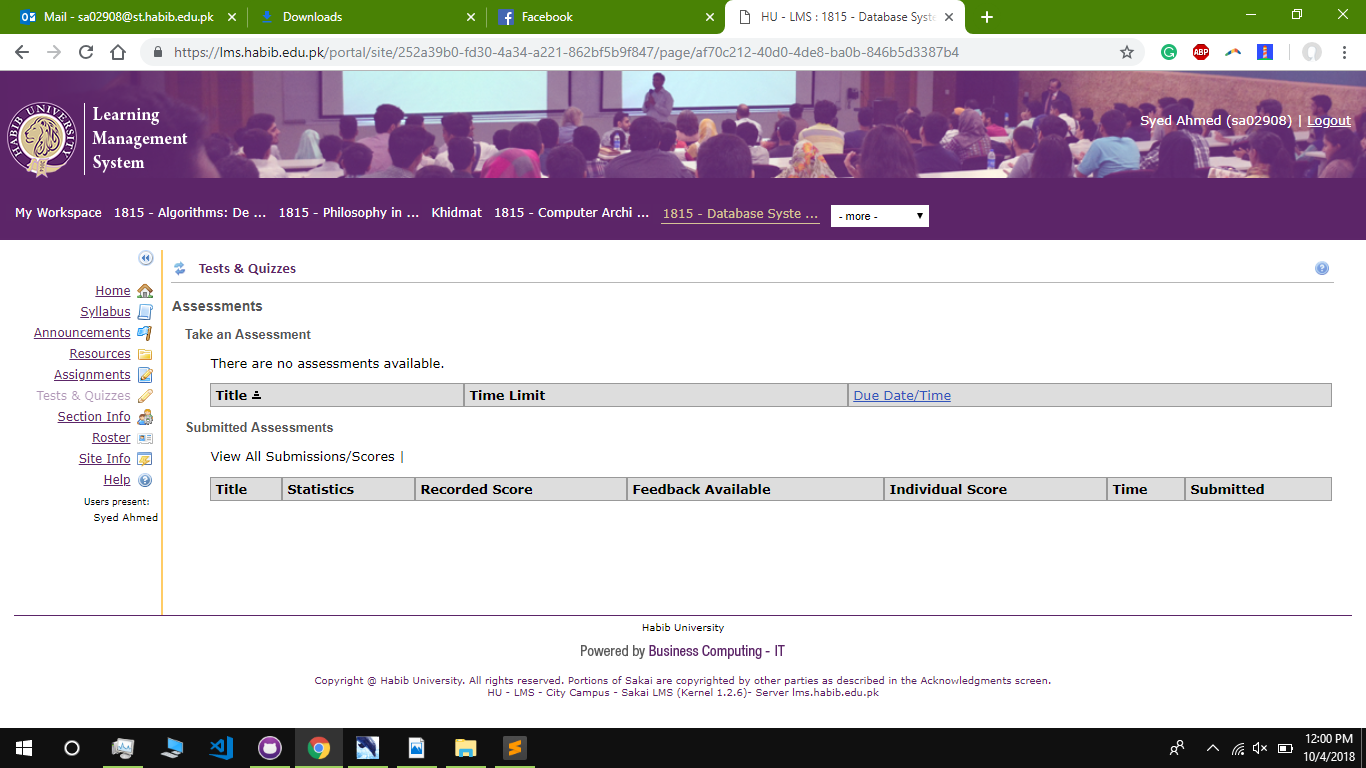 Mail - sa02908@st.habib.edu.pk
Downloads
Facebook
HU - LMS : 1815 - Database Syste
https://lms.habib.edu.pk/portal/site/252a39b0-fd30-4a34-a221-862bf5b9f847/page/af70c212-40d0-4de8-ba0b-846b5d3387b4
ABP
HABIB UNIVERSITY
Learning
Management
System
Syed Ahmed (sa02908) | Logout
My Workspace 1815 - Algorithms: De ... 1815 - Philosophy in ... Khidmat 1815 - Computer Archi ... 1815 - Database Syste ... - more -
Tests & Quizzes
Home
Syllabus
Announcements
Resources
Assignments
Tests & Quizzes
Section Info
Roster
Site Info
Help
Users present:
Syed Ahmed
Assessments
Take an Assessment
There are no assessments available.
Title Time Limit Due Date/Time
Submitted Assessments
View All Submissions/Scores |
Title Statistics Recorded Score Feedback Available Individual Score Time Submitted
Habib University
Powered by Business Computing - IT
Copyright @ Habib University. All rights reserved. Portions of Sakai are copyrighted by other parties as described in the Acknowledgments screen.
HU - LMS - City Campus - Sakai LMS (Kernel 1.2.6)- Server lms.habib.edu.pk
12:00 PM
10/4/2018